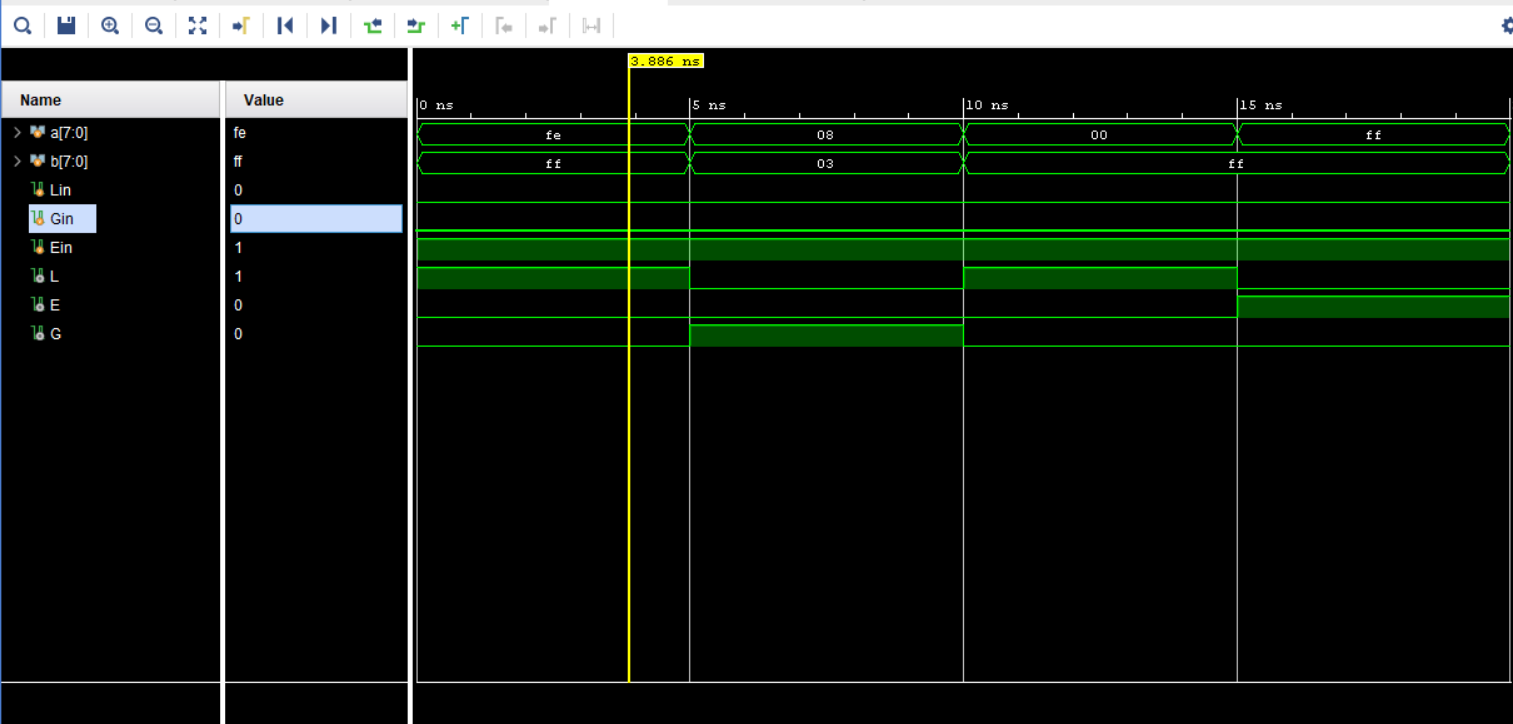 3.886 ns
Name Value 0 ns 5 ns 10 ns 15 ns
a[7:0] fe fe 08 00 ff
b[7:0] ff ff 03 ff
Lin 0
Gin 0
Ein 1
L 1
E 0
G 0